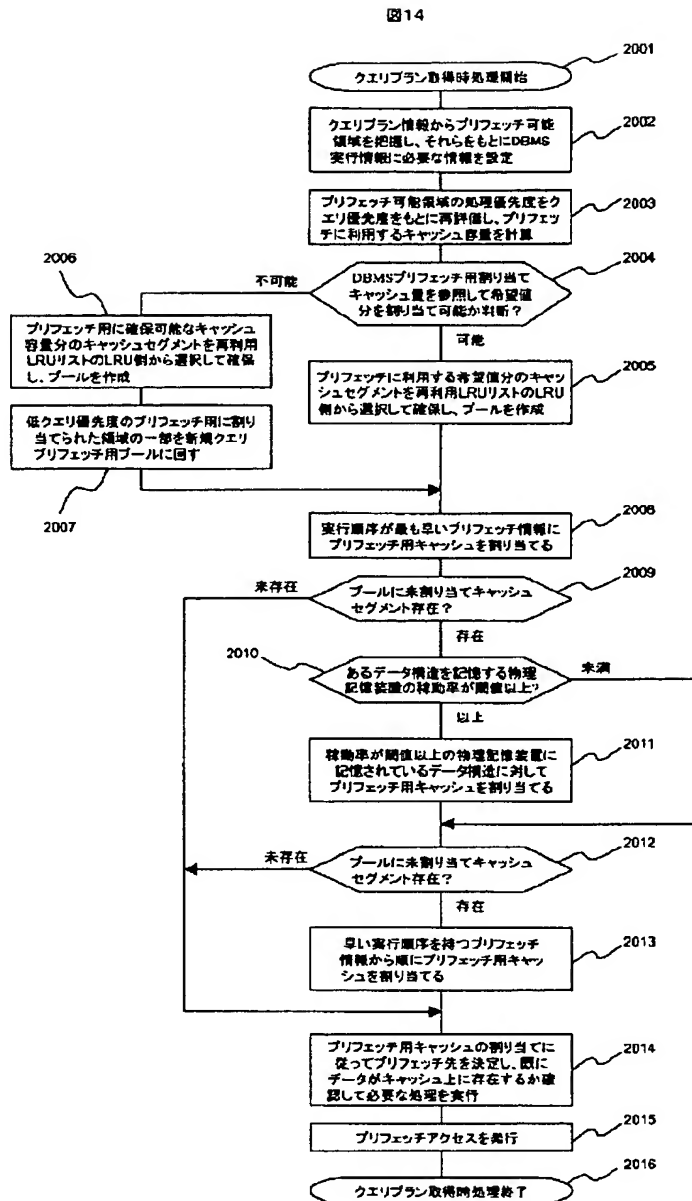 図14
2001
クエリプラン取得時処理開始
クエリプラン情報からプリフェッチ可能
領域を把握し、それらをもとにDBMS
実行情報に必要な情報を設定
2002
プリフェッチ可能領域の処理優先度をク
エリ優先度をもとに再評価し、プリフェッ
チに利用するキャッシュ容量を計算
2003
2004
DBMSプリフェッチ用割り当て
キャッシュ量を参照して希望値
分を割り当て可能か判断?
不可能
可能
2006
プリフェッチ用に確保可能なキャッシュ
容量分のキャッシュセグメントを再利用
LRUリストのLRU側から選択して確保
し、プールを作成
2005
プリフェッチに利用する希望値分のキャッ
シュセグメントを再利用LRUリストのLRU
側から選択して確保し、プールを作成
低クエリ優先度のプリフェッチ用に割り
当てられた領域の一部を新規クエリ
プリフェッチ用プールに回す
2007
2008
実行順序が最も早いプリフェッチ情報に
プリフェッチ用キャッシュを割り当てる
2009
プールに未割り当てキャッシュ
セグメント存在?
未存在
存在
2010
あるデータ構造を記憶する物理
記憶装置の稼動率が閾値以上?
未満
以上
2011
稼動率が閾値以上の物理記憶装置に
記憶されているデータ構造に対して
プリフェッチ用キャッシュを割り当てる
2012
プールに未割り当てキャッシュ
セグメント存在?
未存在
存在
2013
早い実行順序を持つプリフェッチ
情報から順にプリフェッチ用キャッ
シュを割り当てる
2014
プリフェッチ用キャッシュの割り当てに
従ってプリフェッチ先を決定し、既に
データがキャッシュ上に存在するか確
認して必要な処理を実行
2015
プリフェッチアクセスを発行
2016
クエリプラン取得時処理終了